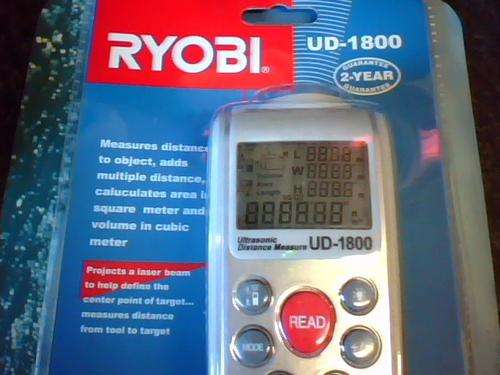 RYOBI
UD-1800
GUARANTEE
2-YEAR
GUARANTEE
Measures distance
to object, adds
multiple distance,
caluculates area in
square meter and
volume in cubic
meter
Projects a laser beam
to help define the
center point of target...
measures distance
from tool to target
L
W
H
Length
Ultrasonic
Distance Measure UD-1800
READ
MODE